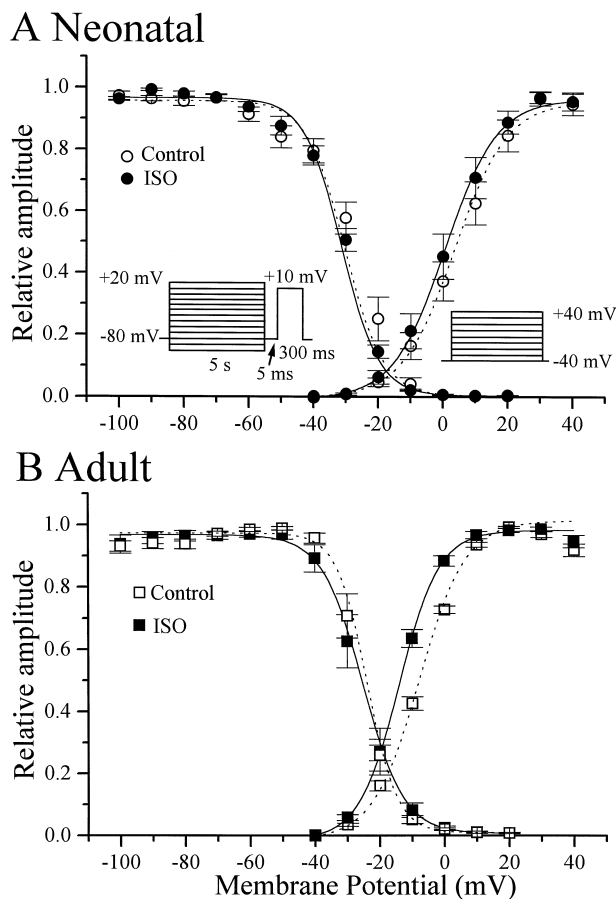 A Neonatal
1.0
0.8
0.6
0.4
0.2
0.0
Relative amplitude
Control
ISO
+20 mV
-80 mV
5 s
5 ms
+10 mV
300 ms
+40 mV
-40 mV
-100 -80 -60 -40 -20 0 20 40
B Adult
1.0
0.8
0.6
0.4
0.2
0.0
Relative amplitude
Control
ISO
-100 -80 -60 -40 -20 0 20 40
Membrane Potential (mV)